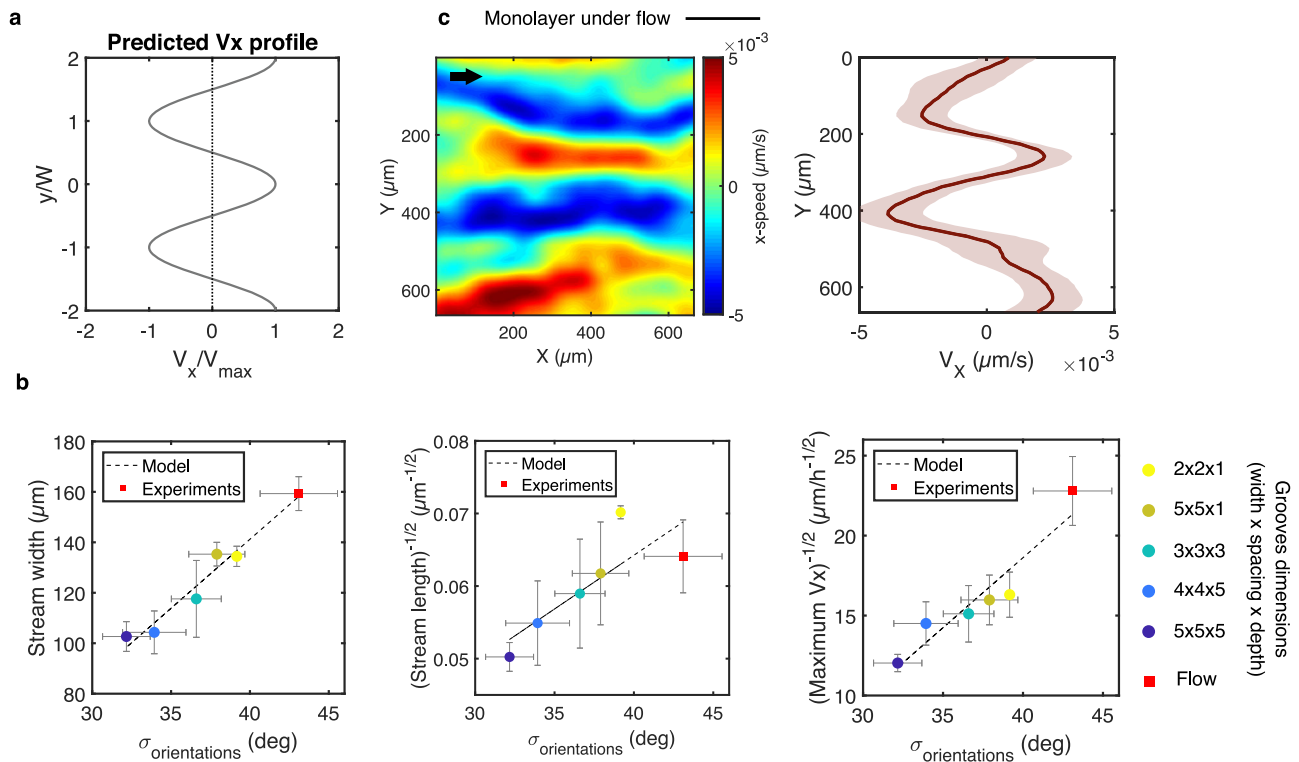 a
Predicted Vx profile
2
1
0
-1
-2
y/W
-2 -1 0 1 2
Vx/Vmax
c
Monolayer under flow
200
400
600
Y (µm)
200 400 600
X (µm)
×10⁻³
5
0
-5
x-speed (µm/s)
0
200
400
600
Y (µm)
-5 0 5
×10⁻³
VX (µm/s)
b
180
160
140
120
100
80
Stream width (µm)
Model
Experiments
30 35 40 45
σorientations (deg)
0.08
0.07
0.06
0.05
(Stream length)⁻¹/² (µm⁻¹/²)
Model
Experiments
30 35 40 45
σorientations (deg)
25
20
15
10
(Maximum Vx)⁻¹/² (µm/h⁻¹/²)
Model
Experiments
30 35 40 45
σorientations (deg)
2x2x1
5x5x1
3x3x3
4x4x5
5x5x5
Flow
Grooves dimensions
(width x spacing x depth)